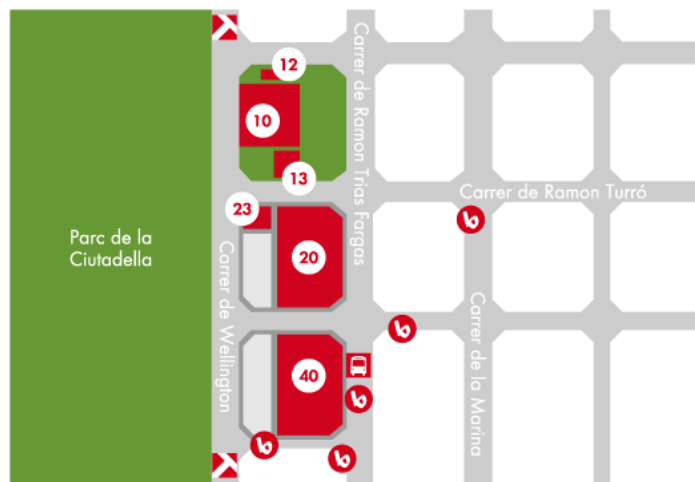 12
Carrer de Ramon Trias Fargas
10
13
Carrer de Ramon Turró
23
Parc de la
Ciutadella
20
Carrer de Wellington
Carrer de la Marina
40